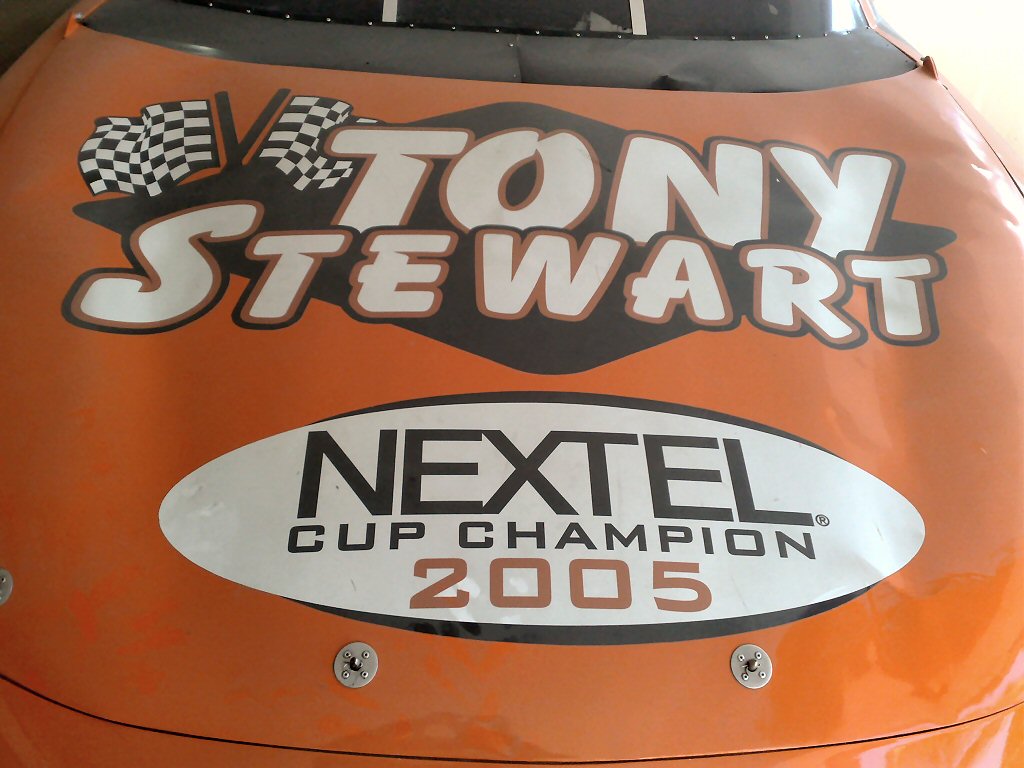 TONY
STEWART
NEXTEL®
CUP CHAMPION
2005